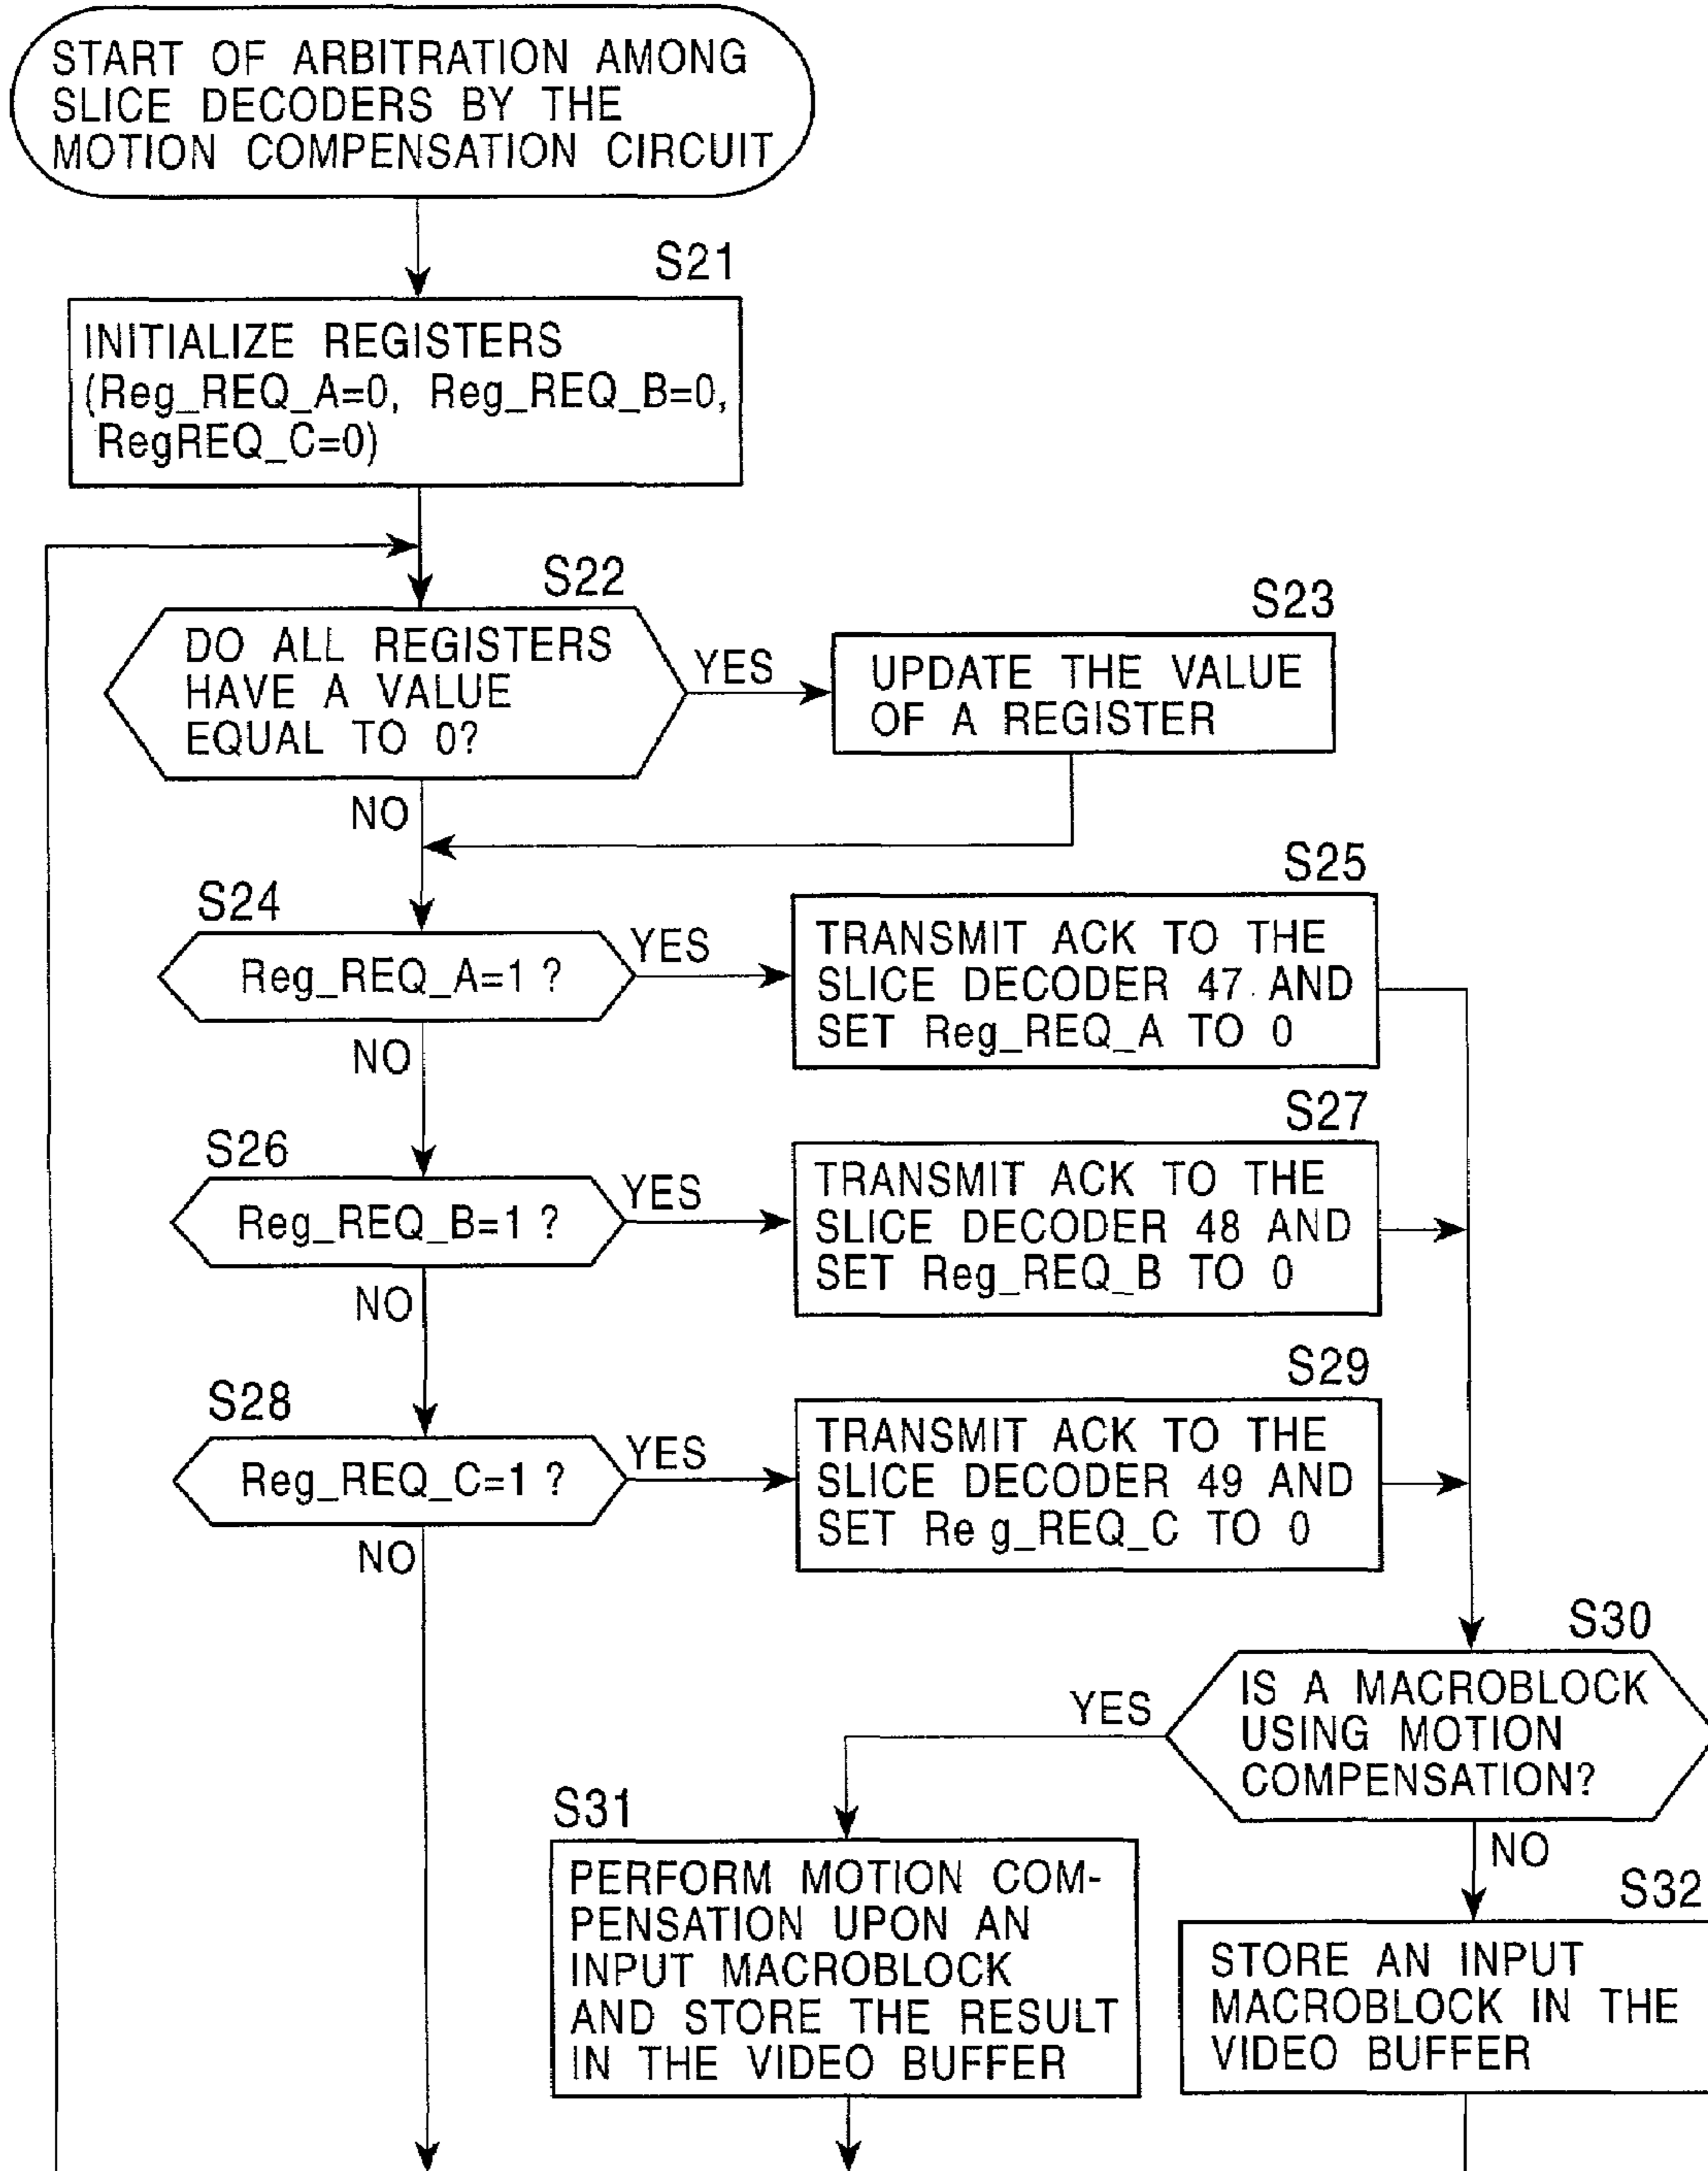 START OF ARBITRATION AMONG
SLICE DECODERS BY THE
MOTION COMPENSATION CIRCUIT
S21
INITIALIZE REGISTERS
(Reg_REQ_A=0, Reg_REQ_B=0,
RegREQ_C=0)
S22
DO ALL REGISTERS
HAVE A VALUE
EQUAL TO 0?
YES
NO
S23
UPDATE THE VALUE
OF A REGISTER
S24
Reg_REQ_A=1 ?
YES
NO
S25
TRANSMIT ACK TO THE
SLICE DECODER 47 AND
SET Reg_REQ_A TO 0
S26
Reg_REQ_B=1 ?
YES
NO
S27
TRANSMIT ACK TO THE
SLICE DECODER 48 AND
SET Reg_REQ_B TO 0
S28
Reg_REQ_C=1 ?
YES
NO
S29
TRANSMIT ACK TO THE
SLICE DECODER 49 AND
SET Re g_REQ_C TO 0
S30
IS A MACROBLOCK
USING MOTION
COMPENSATION?
YES
NO
S31
PERFORM MOTION COM-
PENSATION UPON AN
INPUT MACROBLOCK
AND STORE THE RESULT
IN THE VIDEO BUFFER
S32
STORE AN INPUT
MACROBLOCK IN THE
VIDEO BUFFER